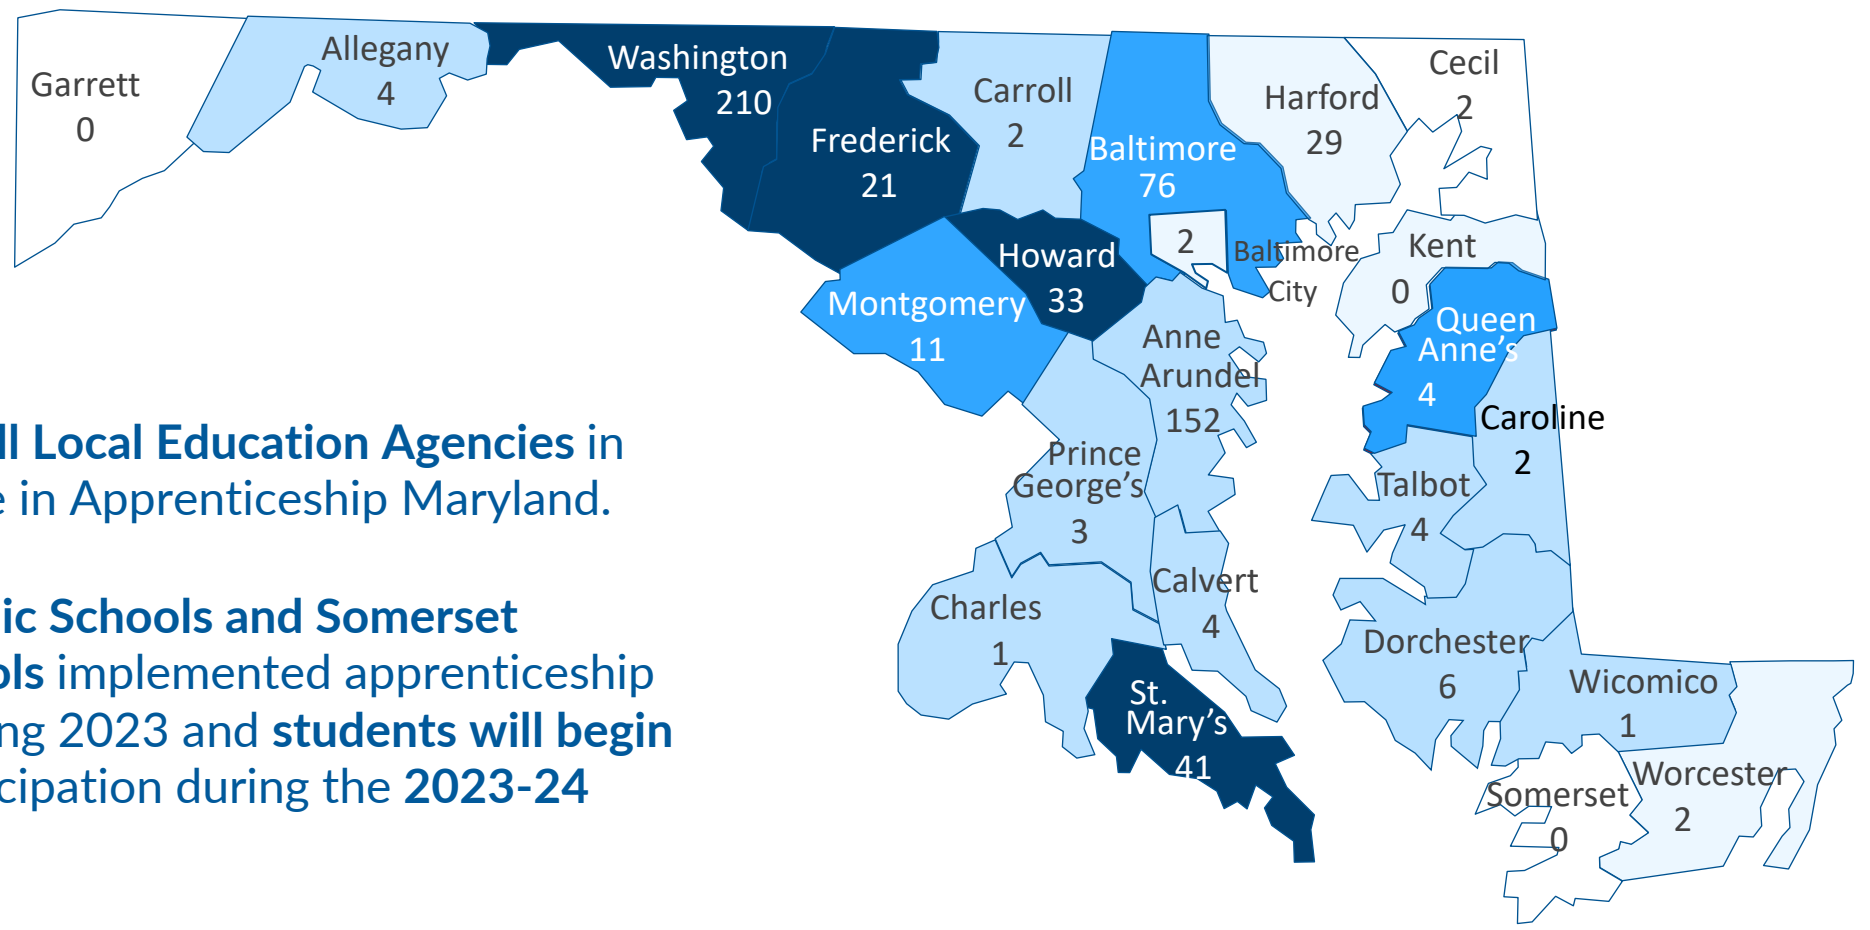 Garrett
0
Allegany
4
Washington
210
Frederick
21
Carroll
2
Baltimore
76
Harford
29
Cecil
2
Howard
33
2
Baltimore
City
Kent
0
Montgomery
11
Queen
Anne's
4
Anne
Arundel
152
Caroline
2
Prince
George's
3
Talbot
4
Calvert
4
Charles
1
Dorchester
6
St.
Mary's
41
Wicomico
1
Somerset
0
Worcester
2
ll Local Education Agencies in
e in Apprenticeship Maryland.
ic Schools and Somerset
ols implemented apprenticeship
ng 2023 and students will begin
cipation during the 2023-24